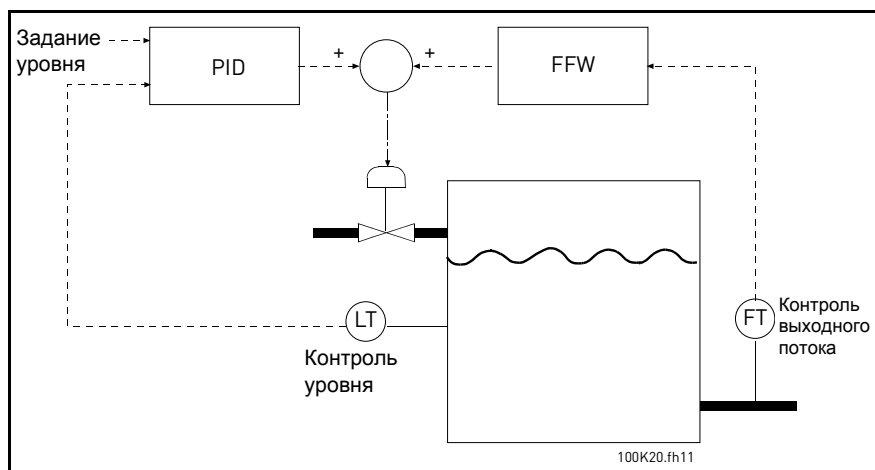 Задание
уровня
PID
+
+
FFW
LT
Контроль
уровня
FT
Контроль
выходного
потока
100K20.fh11